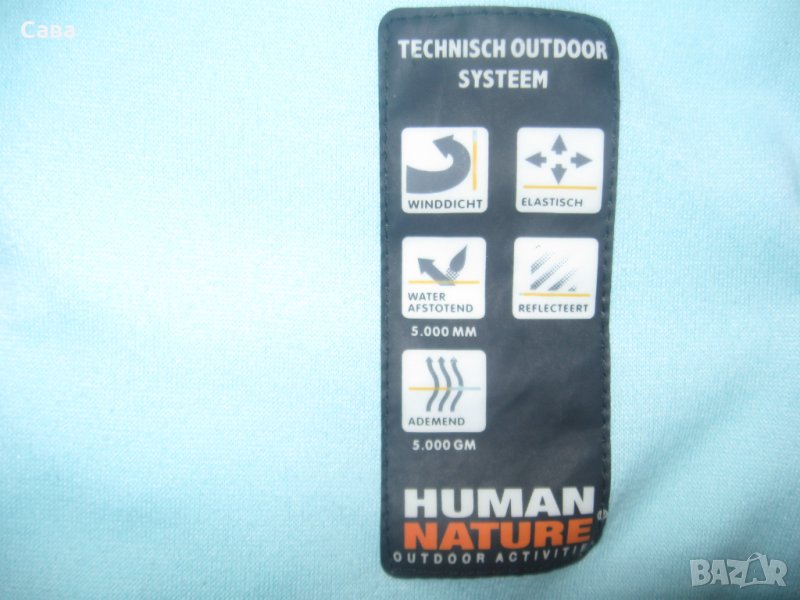 Сава
TECHNISCH OUTDOOR
SYSTEEM
WINDDICHT
ELASTISCH
WATER
AFSTOTEND
REFLECTEERT
5.000 MM
ADEMEND
5.000 GM
HUMAN
NATURE
OUTDOOR ACTIVITIE
BAZAR